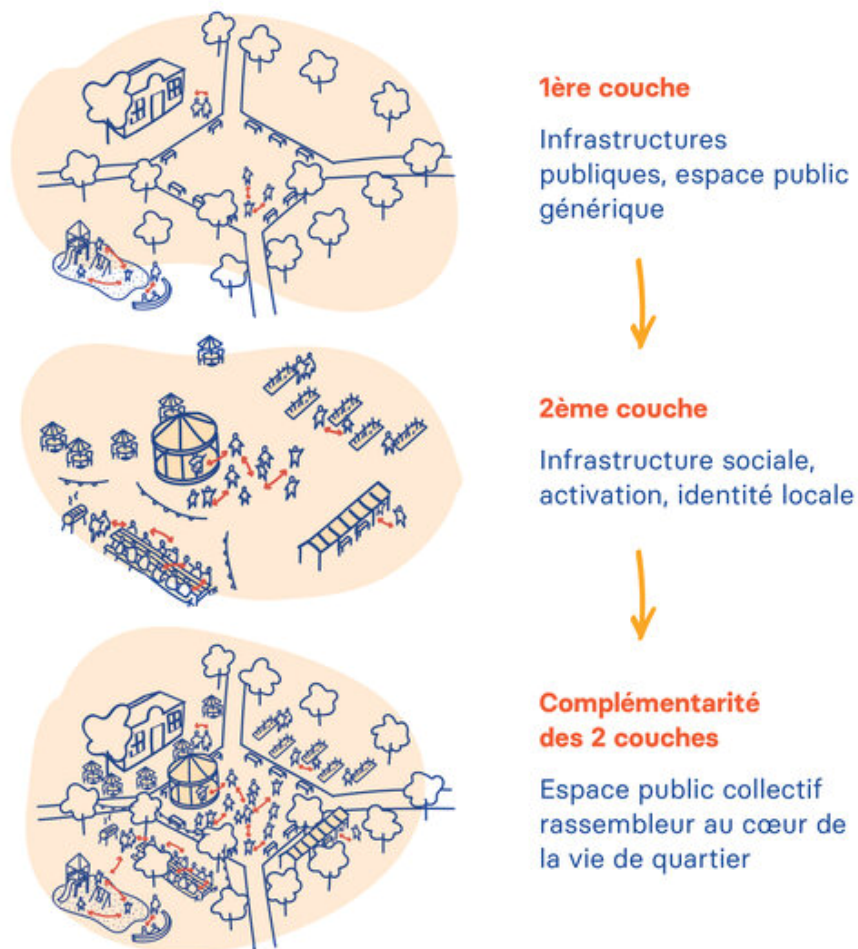 1ère couche
Infrastructures
publiques, espace public
générique
2ème couche
Infrastructure sociale,
activation, identité locale
Complémentarité
des 2 couches
Espace public collectif
rassembleur au cœur de
la vie de quartier